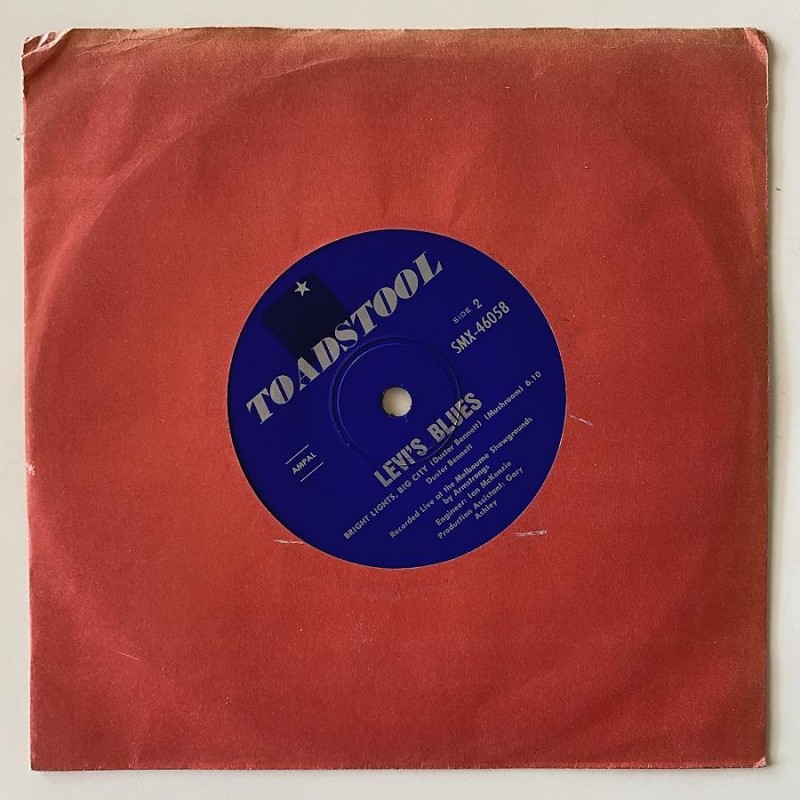 TOADSTOOL
SIDE 2
SMX-46058
AMPAL
LEVI'S BLUES
BRIGHT LIGHTS, BIG CITY (Duster Bennett) (Mushroom) 6.10
Duster Bennett
Recorded Live at the Melbourne Showgrounds
by Armstrongs
Engineer: Ian McKenzie
Production Assistant: Gary
Ashley